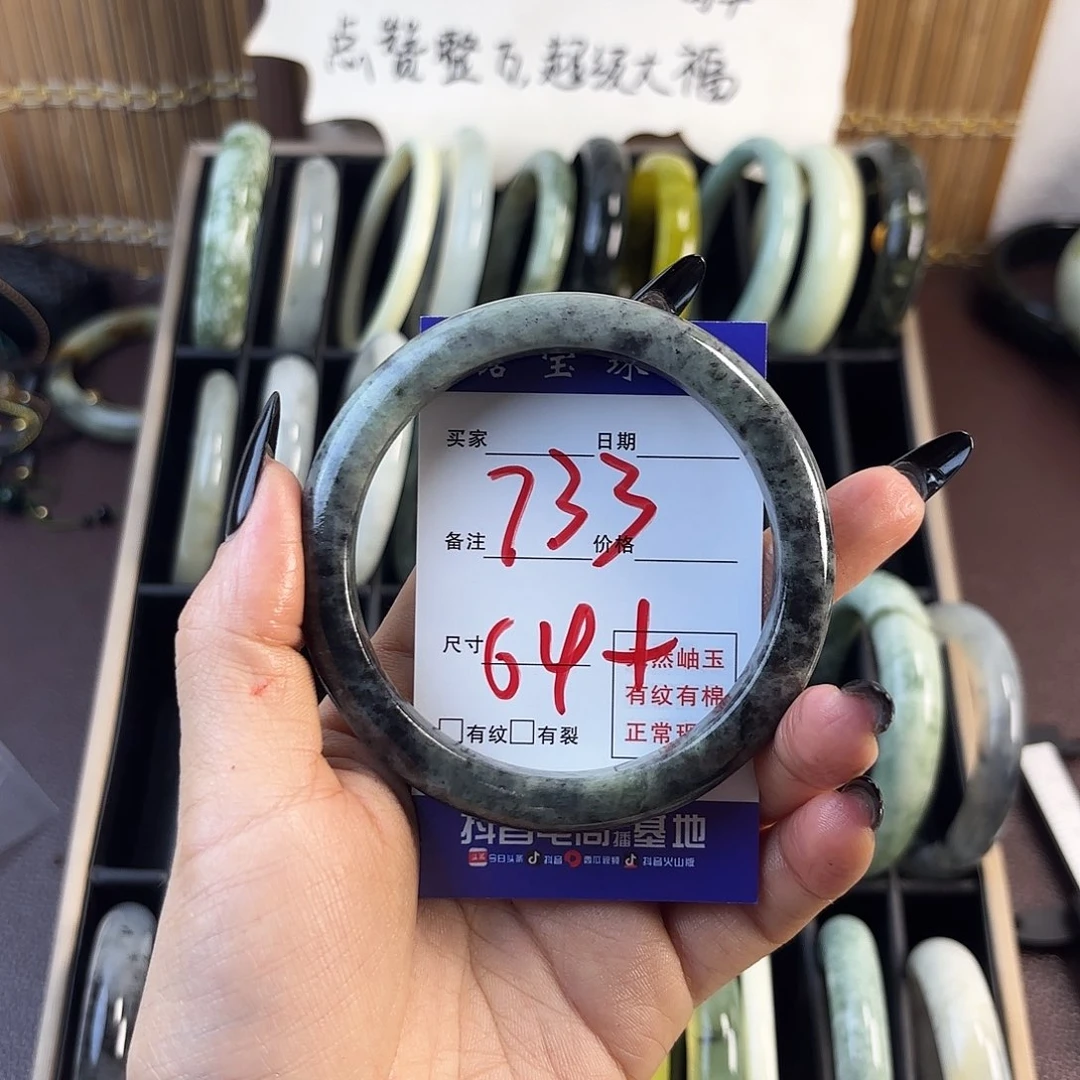 点赞整百,超级大福
宝
买家 日期
733
备注 价格
尺寸 64+
然岫玉
有纹有棉
正常
有纹 有裂
抖音电商直播基地
今日头条 抖音 西瓜视频 抖音火山版